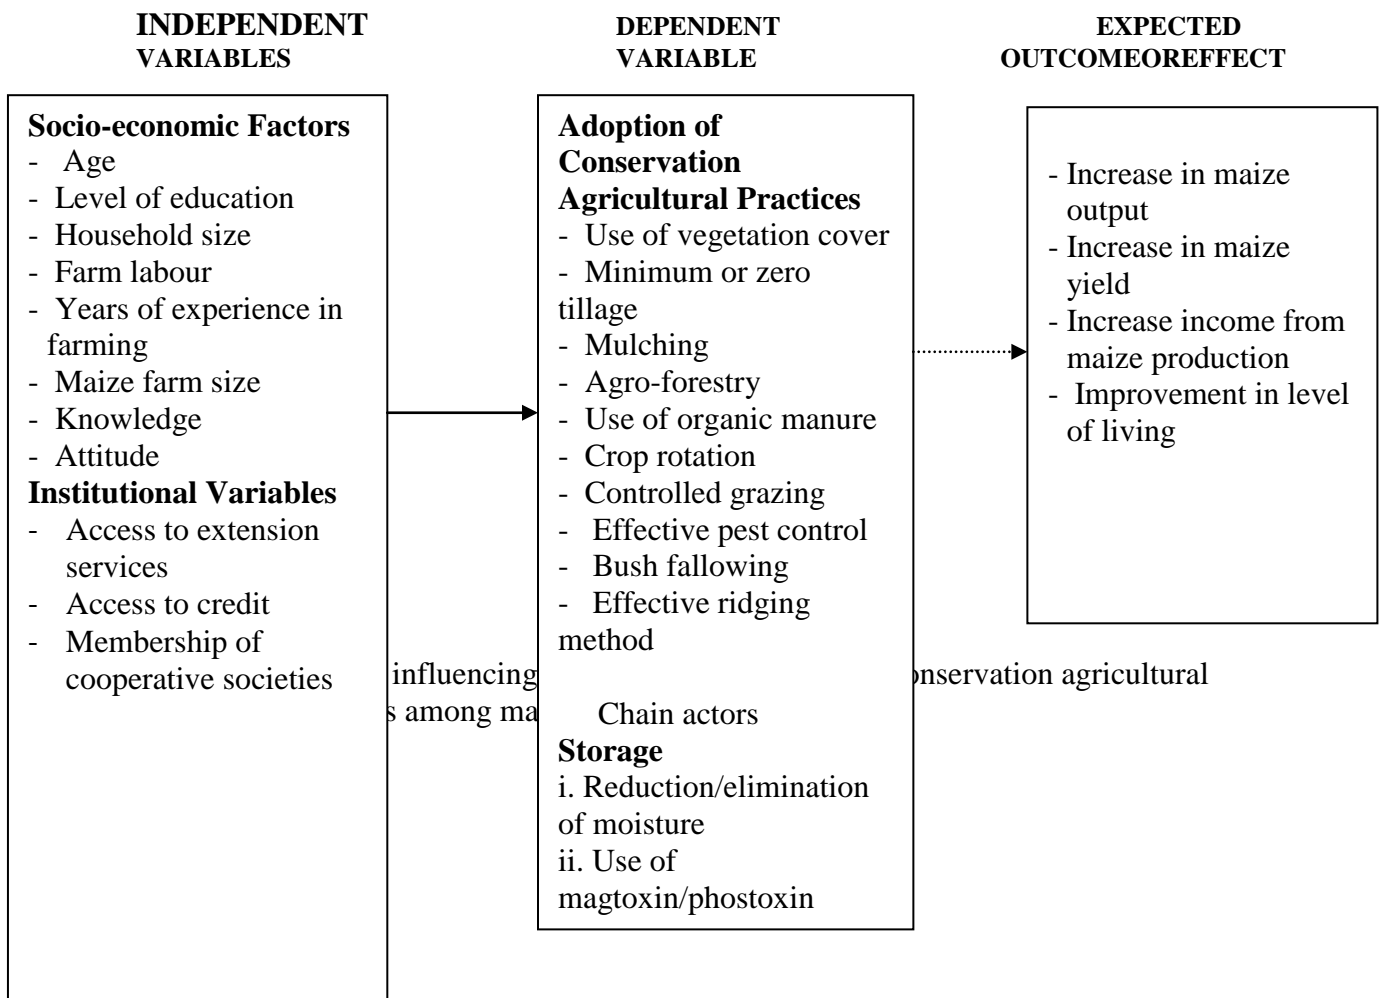 INDEPENDENT
VARIABLES
DEPENDENT
VARIABLE
EXPECTED
OUTCOMEOREFFECT
Socio-economic Factors
- Age
- Level of education
- Household size
- Farm labour
- Years of experience in
farming
- Maize farm size
- Knowledge
- Attitude
Institutional Variables
- Access to extension
services
- Access to credit
- Membership of
cooperative societies
Adoption of
Conservation
Agricultural Practices
- Use of vegetation cover
- Minimum or zero
tillage
- Mulching
- Agro-forestry
- Use of organic manure
- Crop rotation
- Controlled grazing
- Effective pest control
- Bush fallowing
- Effective ridging
method
Chain actors
Storage
i. Reduction/elimination
of moisture
ii. Use of
magtoxin/phostoxin
- Increase in maize
output
- Increase in maize
yield
- Increase income from
maize production
- Improvement in level
of living
influencing agricultural
among